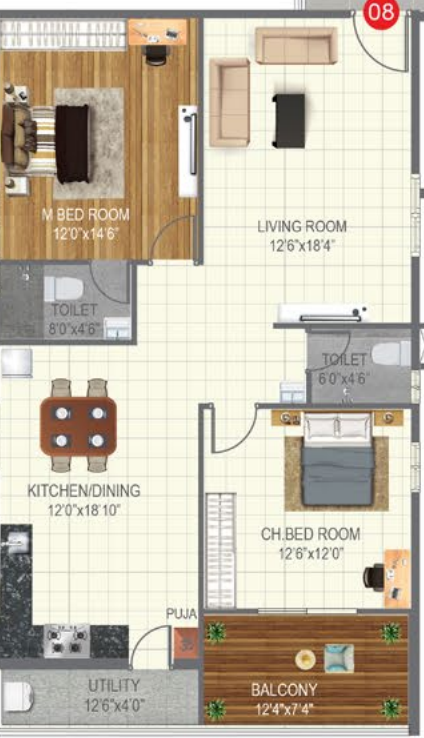 08
M BED ROOM
12'0"x14'6"
LIVING ROOM
12'6"x18'4"
TOILET
8'0"x4'6"
TOILET
6'0"x4'6"
KITCHEN/DINING
12'0"x18'10"
CH.BED ROOM
12'6"x12'0"
PUJA
ॐ
UTILITY
12'6"x4'0"
BALCONY
12'4"x7'4"